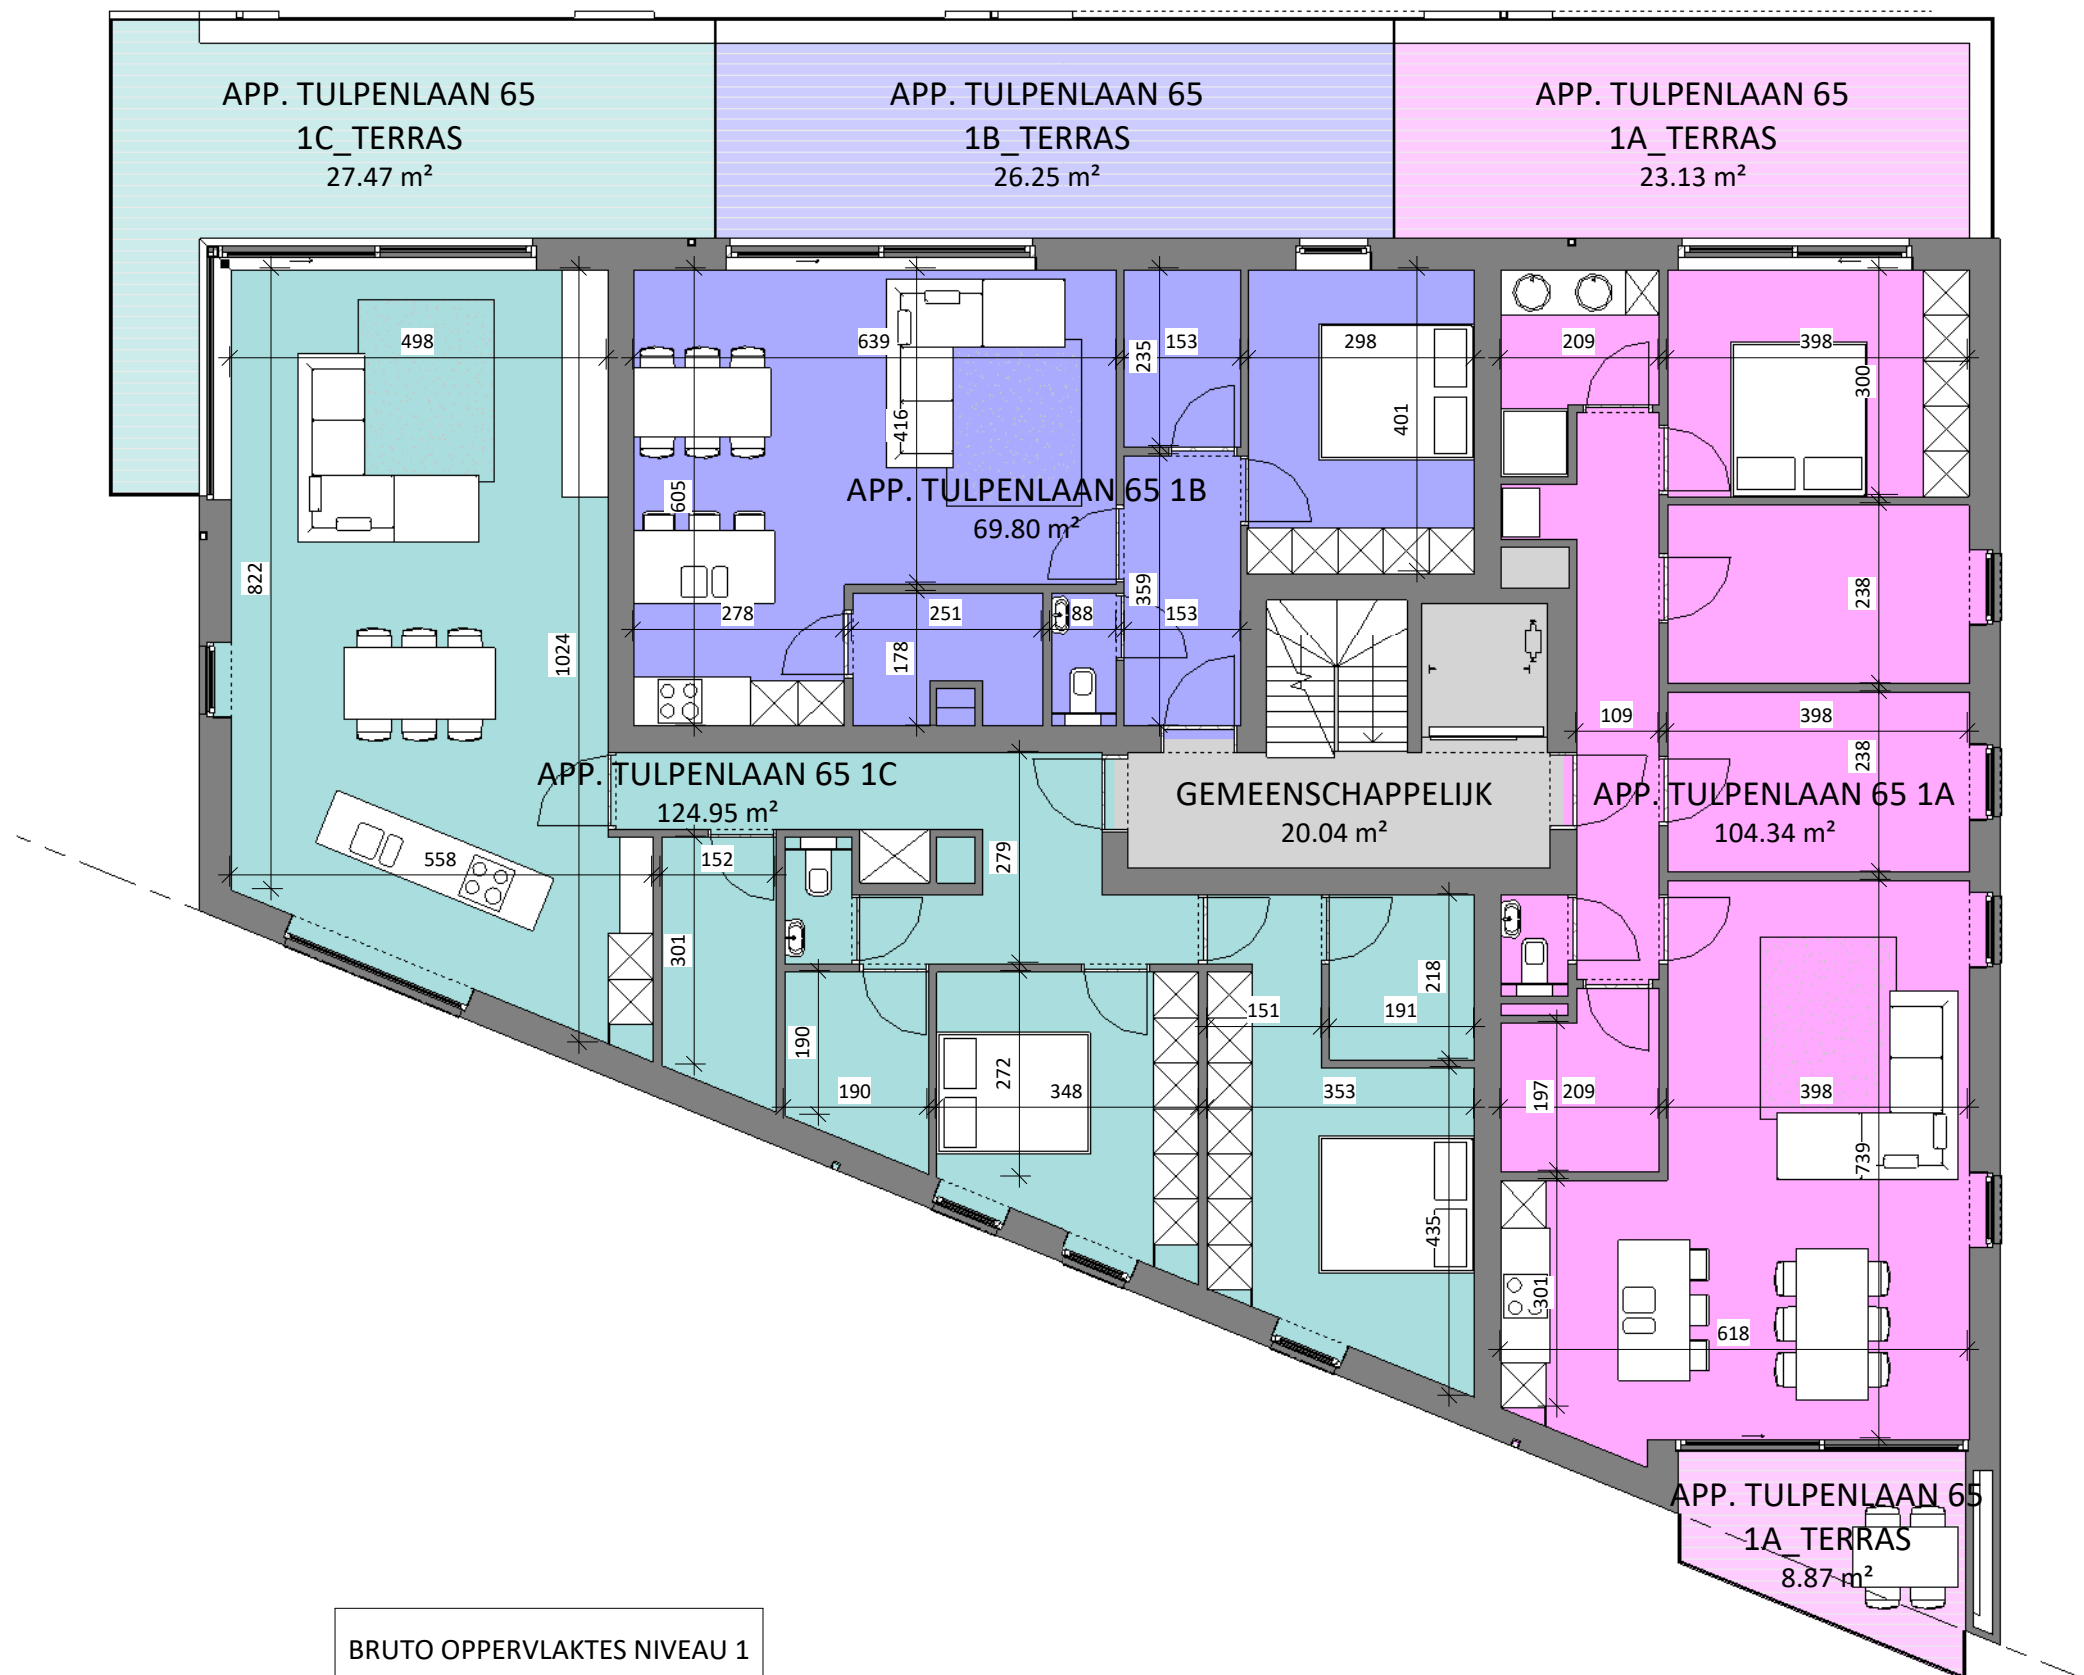 APP. TULPENLAAN 65
1C_TERRAS
27.47 m²
APP. TULPENLAAN 65
1B_TERRAS
26.25 m²
APP. TULPENLAAN 65
1A_TERRAS
23.13 m²
498
639
235
153
298
209
398
300
416
401
APP. TULPENLAAN 65 1B
69.80 m²
605
822
1024
278
251
178
88
359
153
238
109
398
238
APP. TULPENLAAN 65 1C
124.95 m²
GEMEENSCHAPPELIJK
20.04 m²
APP. TULPENLAAN 65 1A
104.34 m²
558
152
279
301
218
151
191
190
190
272
348
353
197
209
398
739
435
301
618
APP. TULPENLAAN 65
1A_TERRAS
8.87 m²
BRUTO OPPERVLAKTES NIVEAU 1